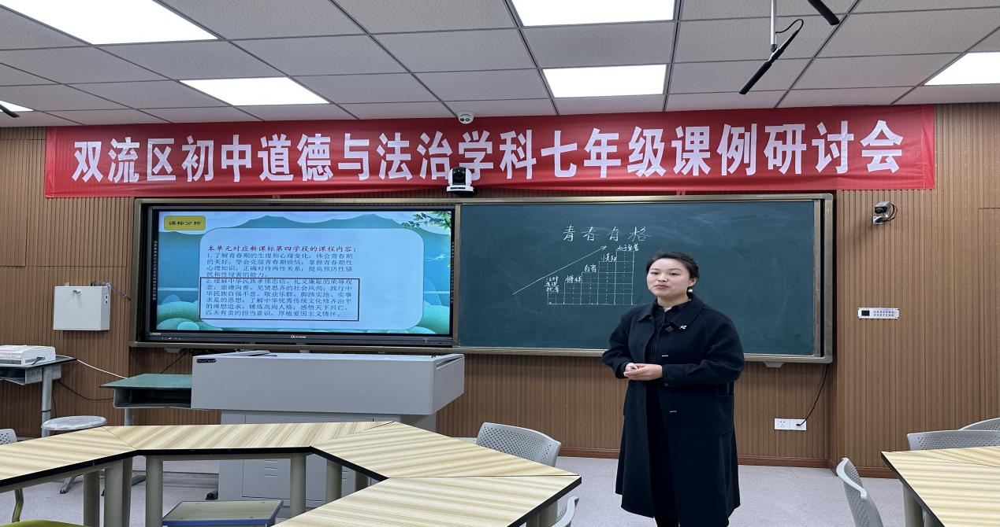 双流区初中道德与法治学科七年级课例研讨会
课标分析
本单元对应新课标第四学段的课程内容:
1.了解青春期的生理和心理变化,体会青春期
的美好,学会克服青春期烦恼;掌握青春期性
心理知识,正确对待两性关系;提高预防性骚
扰和性侵害的能力。
2.理解中华民族孝悌忠信、礼义廉耻的荣辱观
念,崇德向善、见贤思齐的社会风尚;践行中
华民族自强不息、敬业乐群、脚踏实地、实事
求是的思想;了解中华优秀传统文化修齐治平
的理想追求,锤炼高尚人格;感悟天下兴亡、
匹夫有责的担当意识,厚植爱国主义情怀。
青春有格
止于至善
慎独
自省
榜样